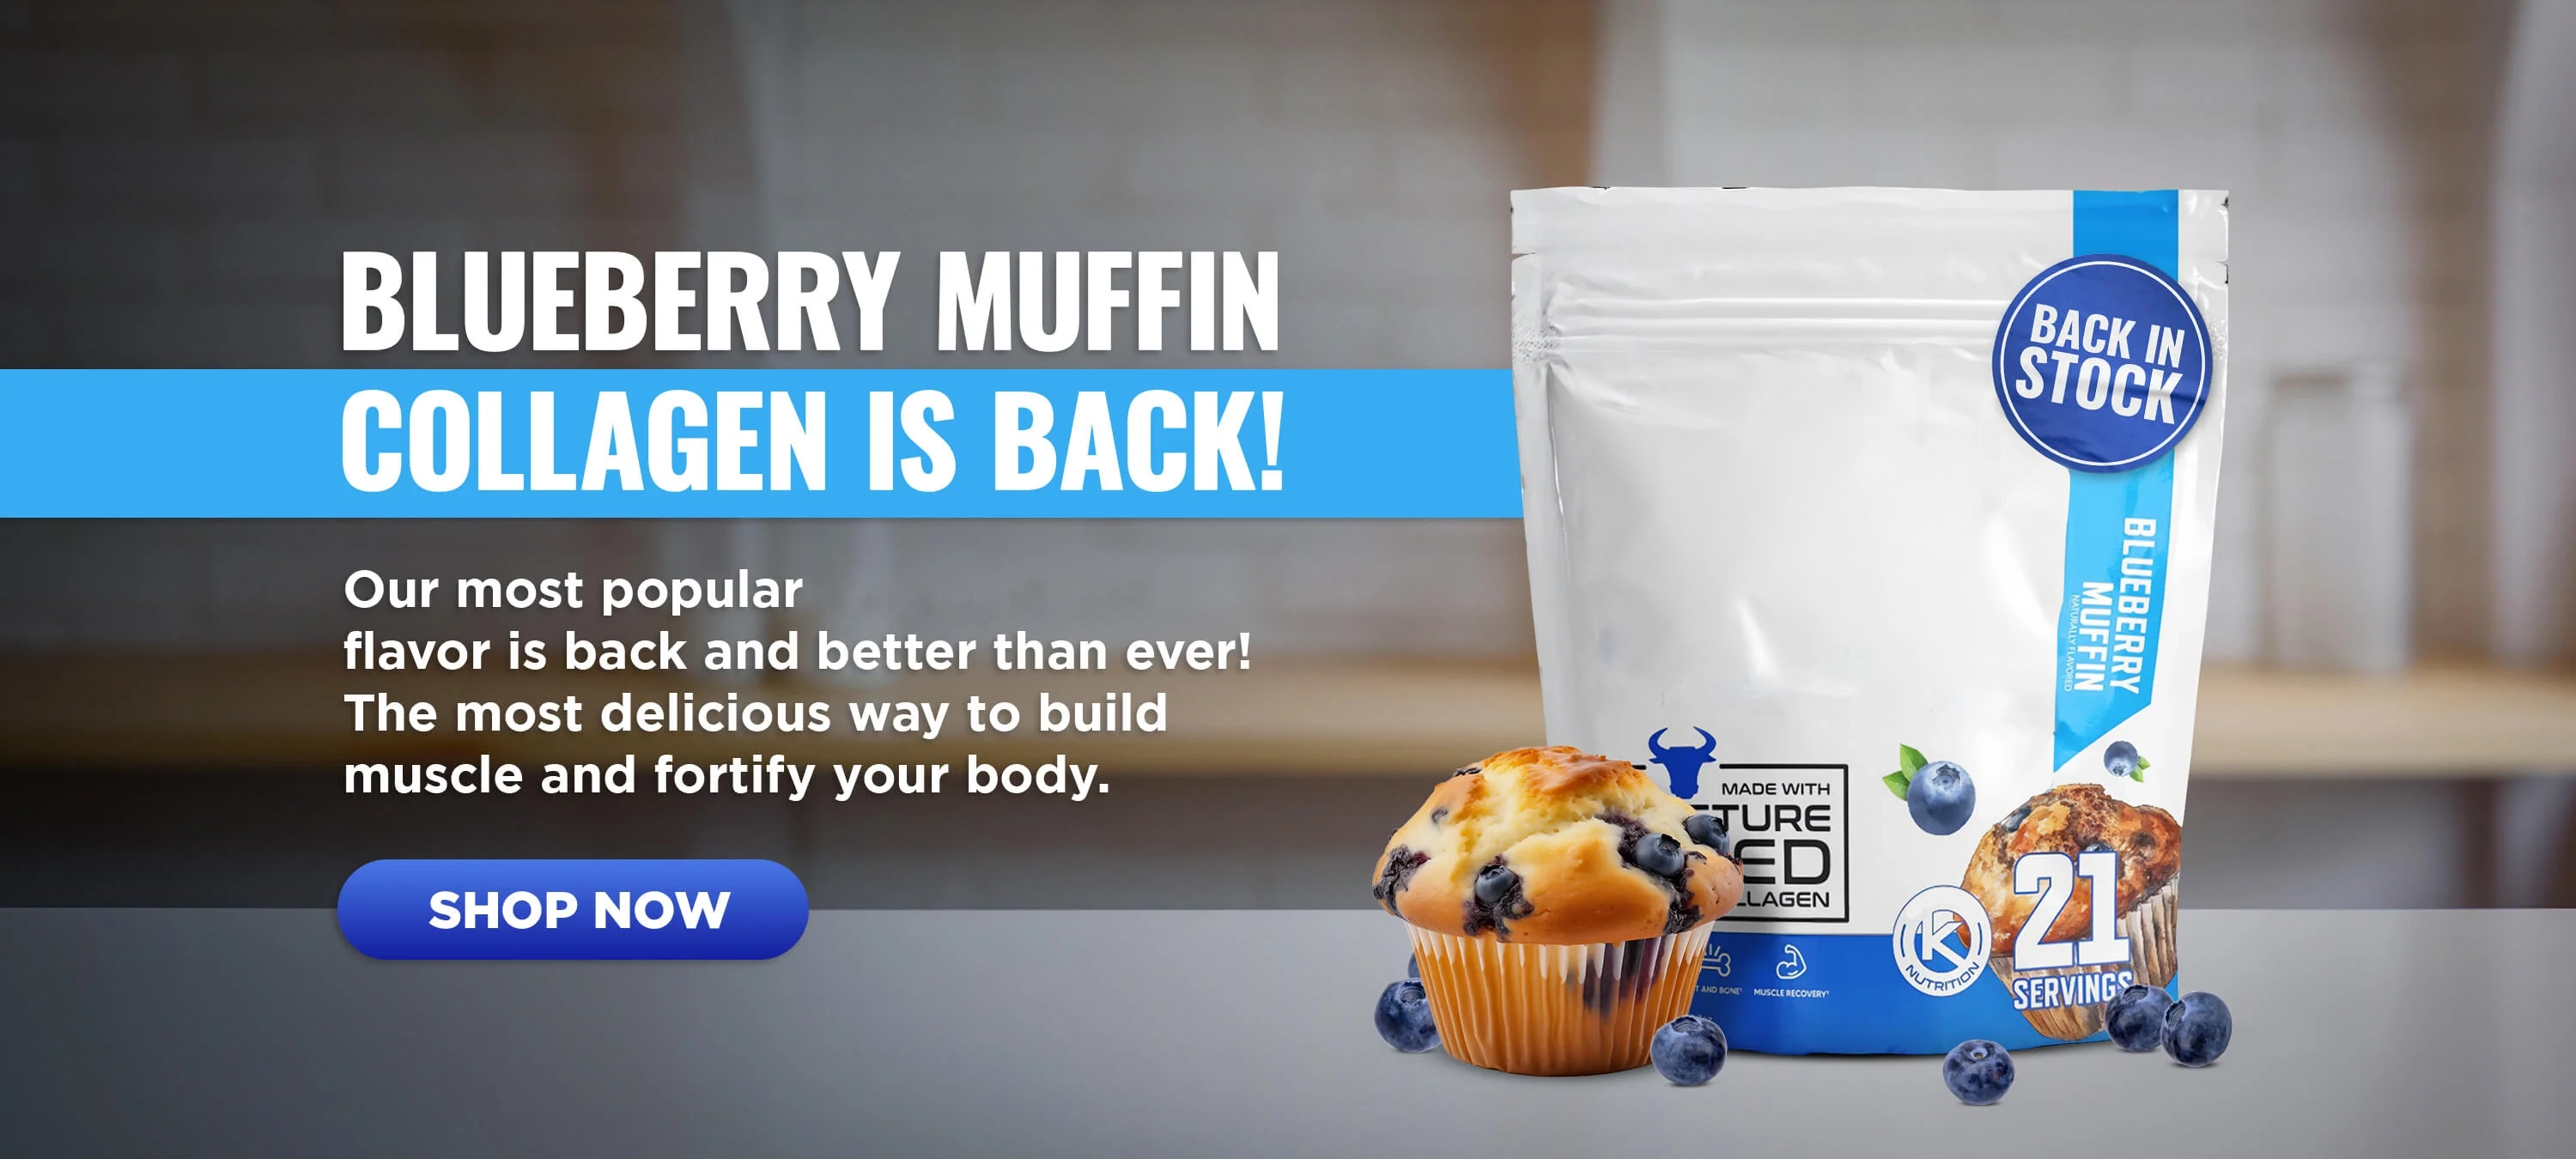 BLUEBERRY MUFFIN
COLLAGEN IS BACK!
Our most popular
flavor is back and better than ever!
The most delicious way to build
muscle and fortify your body.
SHOP NOW
BACK IN
STOCK
BLUEBERRY
MUFFIN
NATURALLY FLAVORED
MADE WITH
TURE
ED
LLAGEN
AND BONE†
MUSCLE RECOVERY†
K
NUTRITION
21
SERVINGS